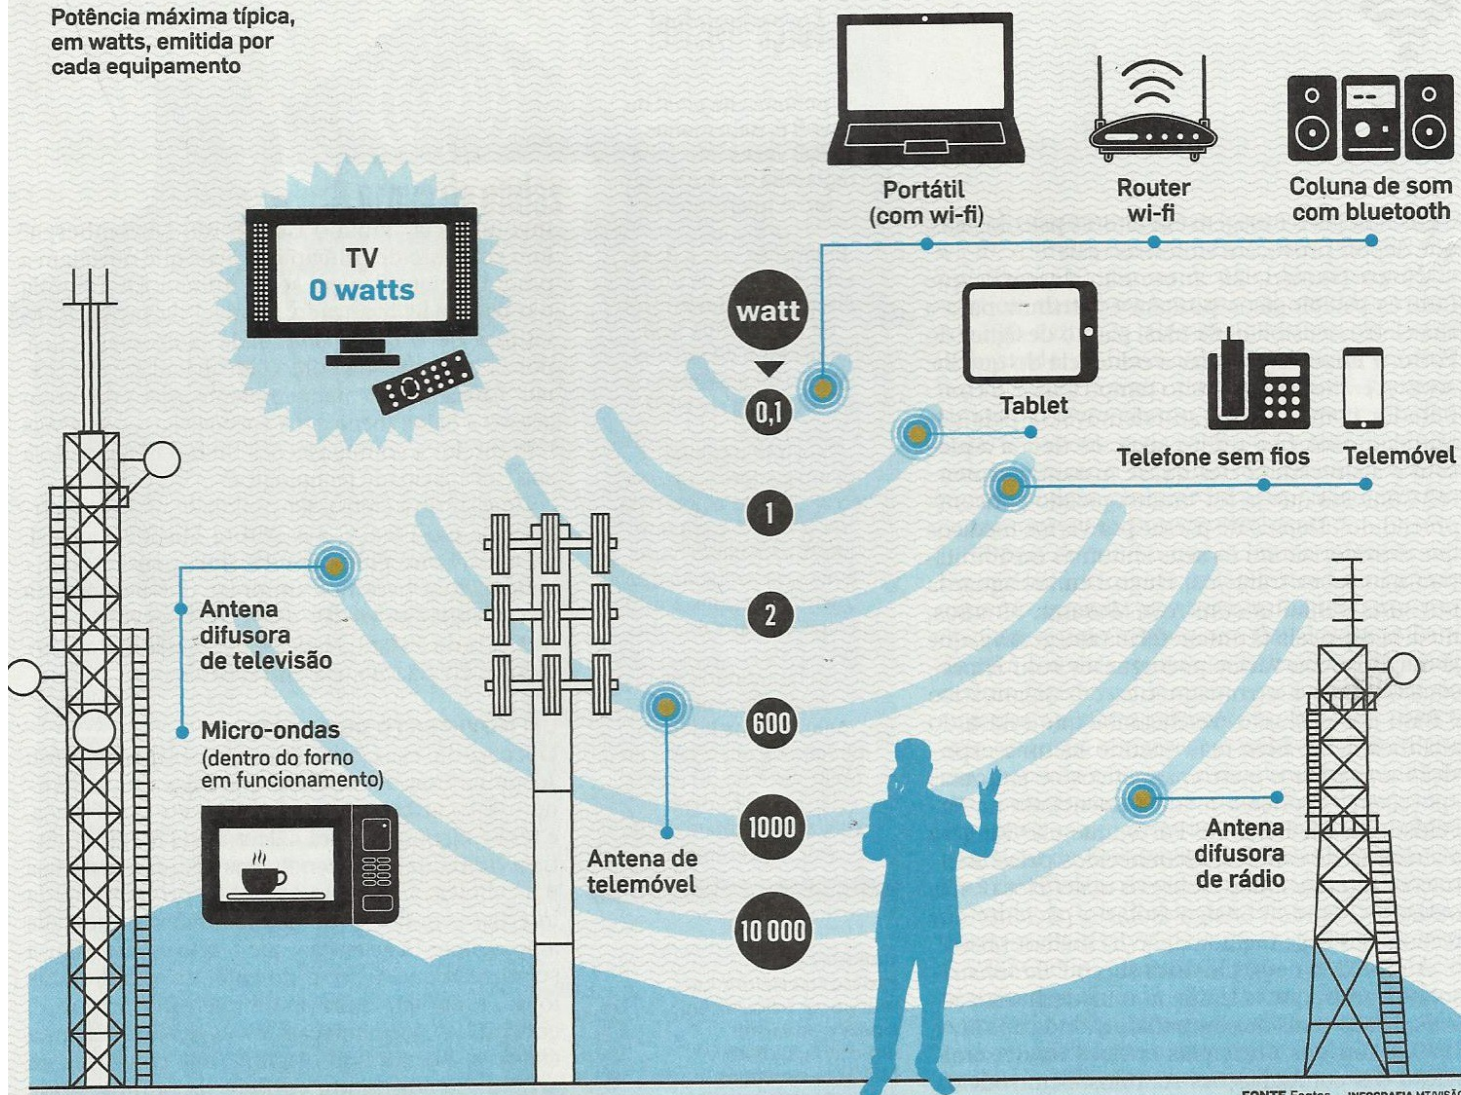 Potência máxima típica,
em watts, emitida por
cada equipamento
TV
0 watts
Portátil
(com wi-fi)
Router
wi-fi
Coluna de som
com bluetooth
watt
0,1
Tablet
Telefone sem fios
Telemóvel
1
2
600
1000
10 000
Antena
difusora
de televisão
Micro-ondas
(dentro do forno
em funcionamento)
Antena de
telemóvel
Antena
difusora
de rádio
FONTE INFOGRAFIA MT/VISÃO